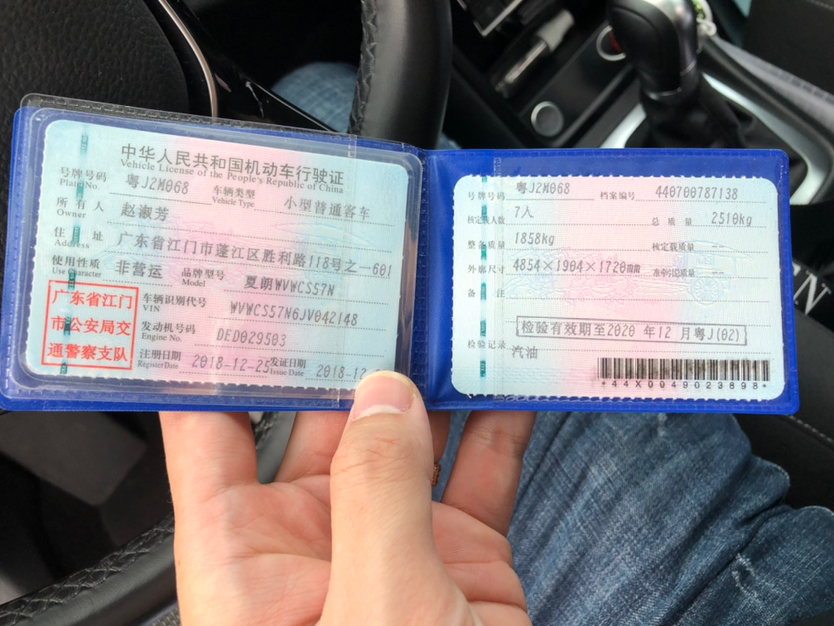 中华人民共和国机动车行驶证
Vehicle License of the People's Republic of China
号牌号码 粤J2M068 车辆类型 小型普通客车
Plate No. Vehicle Type
所有人 赵淑芳
Owner
住址 广东省江门市蓬江区胜利路118号之一601
Address
使用性质 非营运 品牌型号 夏朗WVWCS57N
Use Character Model
广东省江门
市公安局交
通警察支队
车辆识别代号 WVWCS57N6JV042148
VIN
发动机号码 DED029503
Engine No.
注册日期 2018-12-25 发证日期 2018-12
Register Date Issue Date
号牌号码 粤J2M068 档案编号 440700787138
核定载人数 7人 总质量 2510kg
整备质量 1858kg 核定载质量 --
外廓尺寸 4854×1904×1720mm 准牵引总质量 --
备注
检验有效期至2020年12月粤J(02)
检验记录 汽油
*44X0049023898*